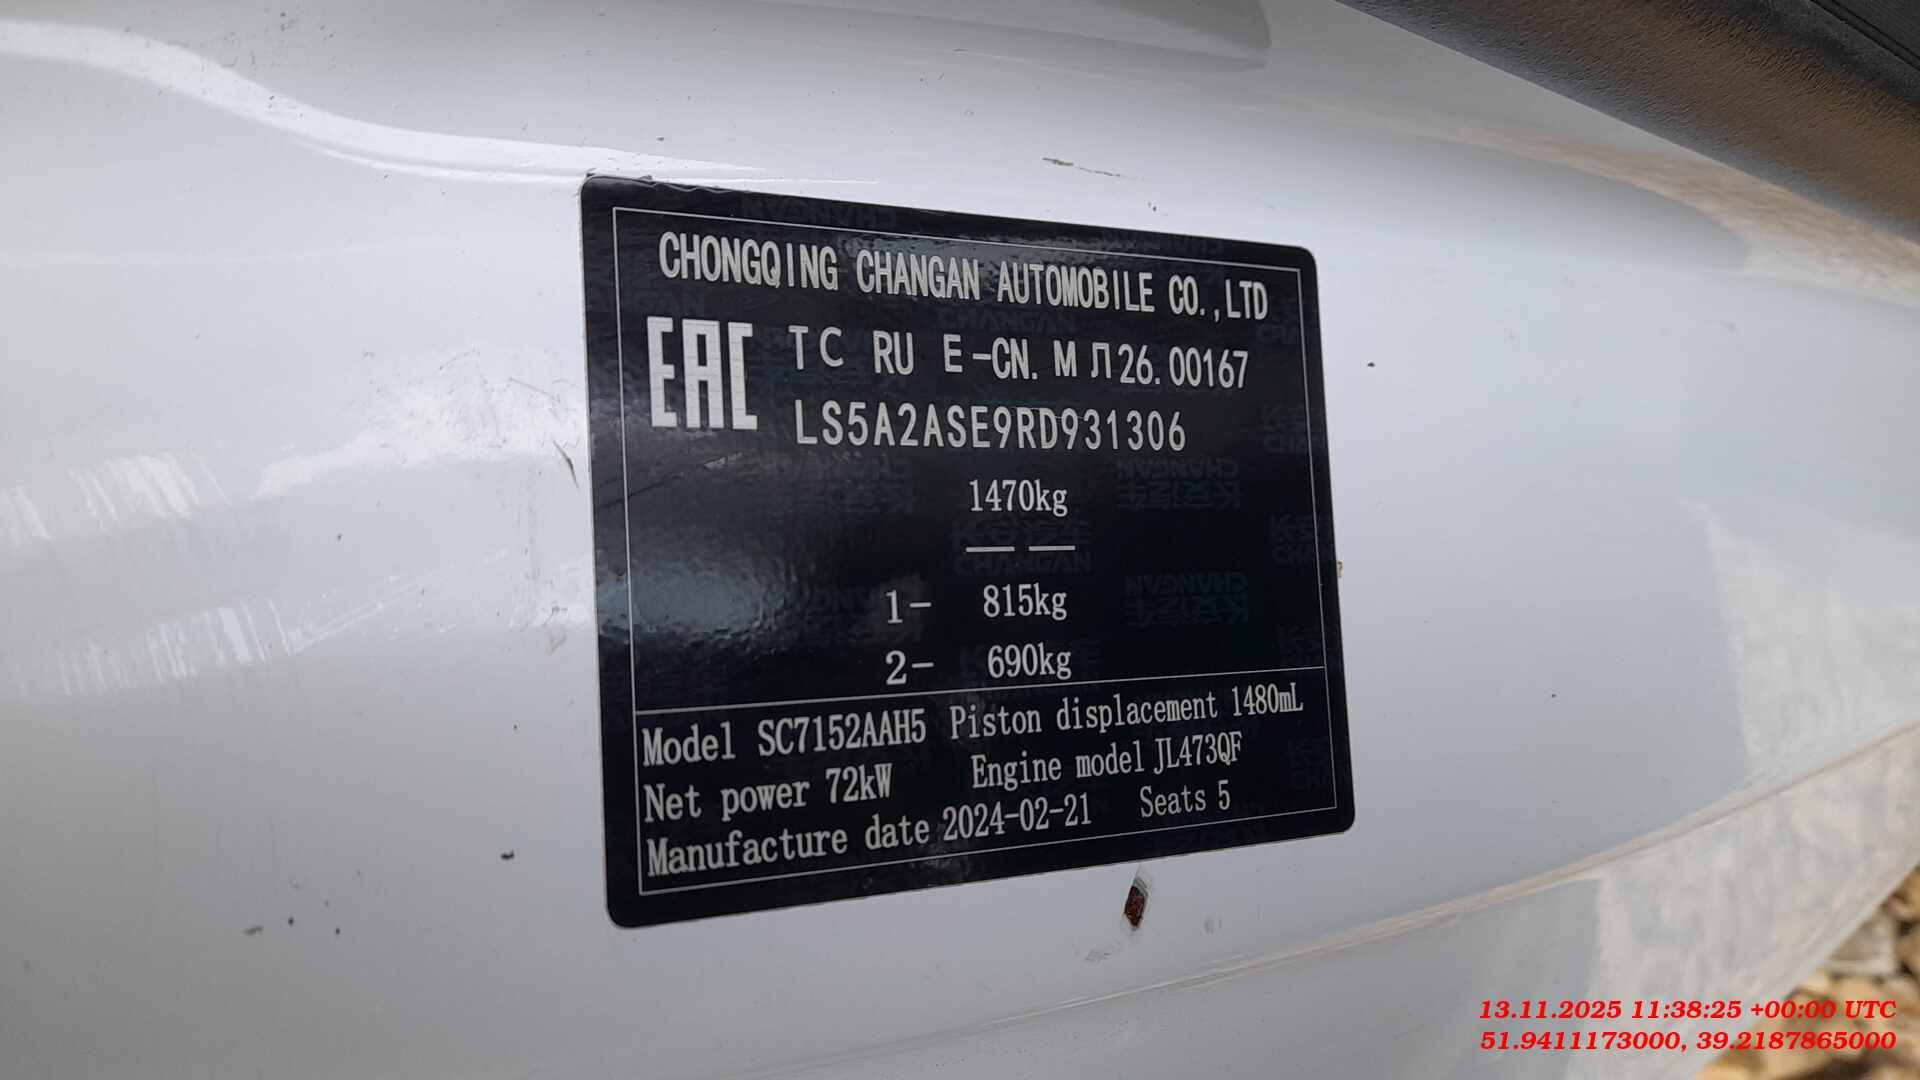 CHONGQING CHANGAN AUTOMOBILE CO.,LTD
EAC TC RU E-CN.МЛ26.00167
LS5A2ASE9RD931306
1470kg
— —
1- 815kg
2- 690kg
Model SC7152AAH5 Piston displacement 1480mL
Net power 72kW Engine model JL473QF
Manufacture date 2024-02-21 Seats 5
13.11.2025 11:38:25 +00:00 UTC
51.9411173000, 39.2187865000